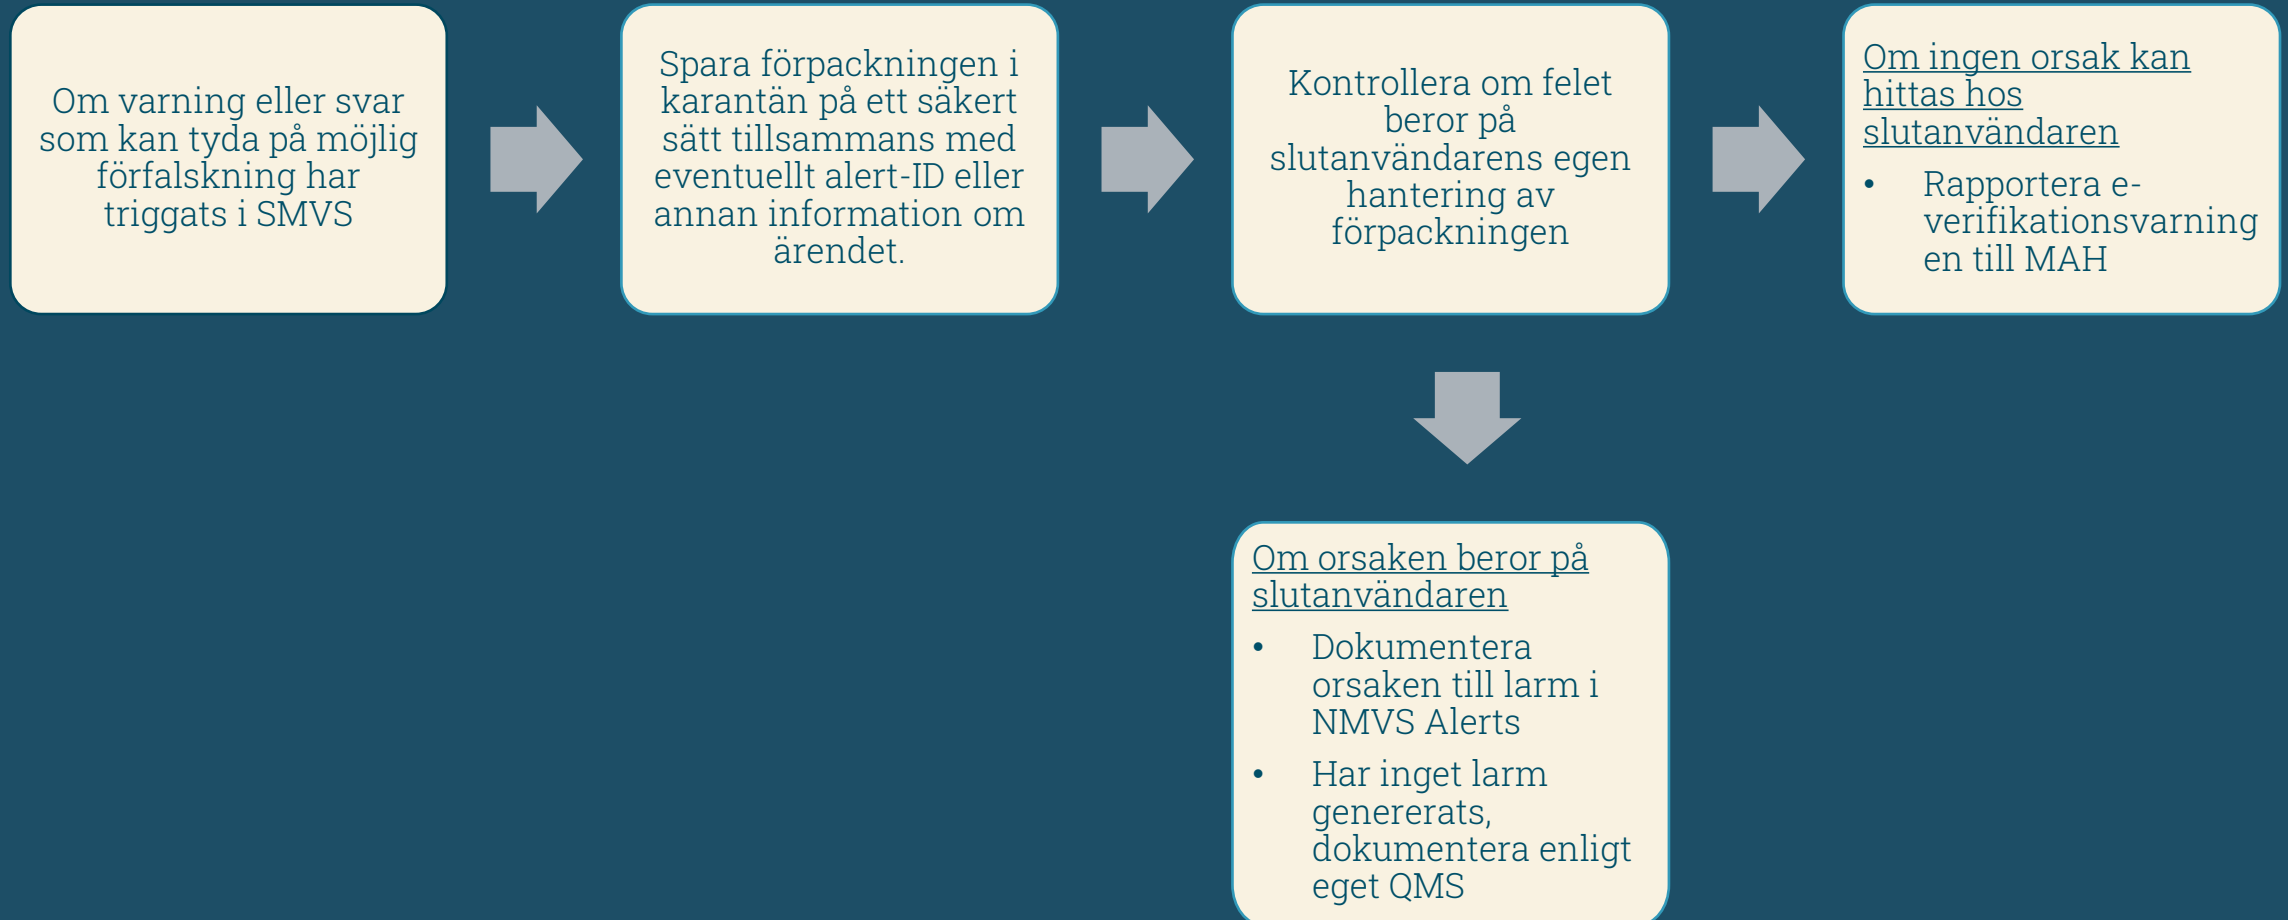 Om varning eller svar
som kan tyda på möjlig
förfalskning har
triggats i SMVS
Spara förpackningen i
karantän på ett säkert
sätt tillsammans med
eventuellt alert-ID eller
annan information om
ärendet.
Kontrollera om felet
beror på
slutanvändarens egen
hantering av
förpackningen
Om ingen orsak kan
hittas hos
slutanvändaren
• Rapportera e-
verifikationsvarning
en till MAH
Om orsaken beror på
slutanvändaren
• Dokumentera
orsaken till larm i
NMVS Alerts
• Har inget larm
genererats,
dokumentera enligt
eget QMS